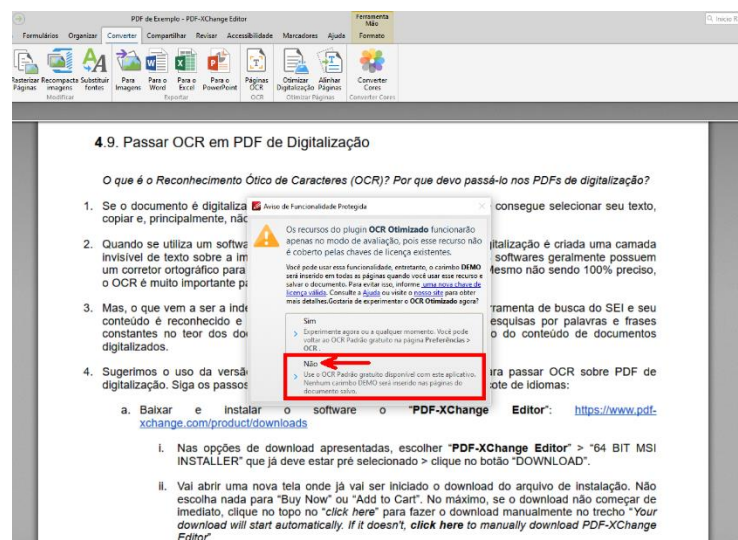 PDF de Exemplo - PDF-XChange Editor
Ferramenta Mão
Formulários Organizar Converter Compartilhar Revisar Acessibilidade Marcadores Ajuda Formato
Rasterizar Páginas
Recompacta imagens
Substituir fontes
Para Imagens
Para o Word
Para o Excel
Para o PowerPoint
Páginas OCR
Otimizar Digitalização
Alinhar Páginas
Converter Cores
Modificar Exportar OCR Otimizar Páginas Converter Cores
4.9. Passar OCR em PDF de Digitalização
O que é o Reconhecimento Ótico de Caracteres (OCR)? Por que devo passá-lo nos PDFs de digitalização?
1. Se o documento é digitaliza consegue selecionar seu texto,
copiar e, principalmente, não
2. Quando se utiliza um softwa italização é criada uma camada
invisível de texto sobre a im softwares geralmente possuem
um corretor ortográfico para Mesmo não sendo 100% preciso,
o OCR é muito importante pa
3. Mas, o que vem a ser a inde rramenta de busca do SEI e seu
conteúdo é reconhecido e esquisas por palavras e frases
constantes no teor dos do o do conteúdo de documentos
digitalizados.
4. Sugerimos o uso da versão ara passar OCR sobre PDF de
digitalização. Siga os passos ote de idiomas:
Aviso de Funcionalidade Protegida
Os recursos do plugin OCR Otimizado funcionarão
apenas no modo de avaliação, pois esse recurso não
é coberto pelas chaves de licença existentes.
Você pode usar essa funcionalidade, entretanto, o carimbo DEMO
será inserido em todas as páginas quando você usar esse recurso e
salvar o documento. Para evitar isso, informe uma nova chave de
licença válida. Consulte a Ajuda ou visite o nosso site para obter
mais detalhes.Gostaria de experimentar o OCR Otimizado agora?
Sim
Experimente agora ou a qualquer momento. Você pode
voltar ao OCR Padrão gratuito na página Preferências >
OCR.
Não
Use o OCR Padrão gratuito disponível com este aplicativo.
Nenhum carimbo DEMO será inserido nas páginas do
documento salvo.
a. Baixar e instalar o software o “PDF-XChange Editor”: https://www.pdf-
xchange.com/product/downloads
i. Nas opções de download apresentadas, escolher “PDF-XChange Editor” > “64 BIT MSI
INSTALLER” que já deve estar pré selecionado > clique no botão “DOWNLOAD”.
ii. Vai abrir uma nova tela onde já vai ser iniciado o download do arquivo de instalação. Não
escolha nada para “Buy Now” ou “Add to Cart”. No máximo, se o download não começar de
imediato, clique no topo no “click here” para fazer o download manualmente no trecho “Your
download will start automatically. If it doesn't, click here to manually download PDF-XChange
Editor”